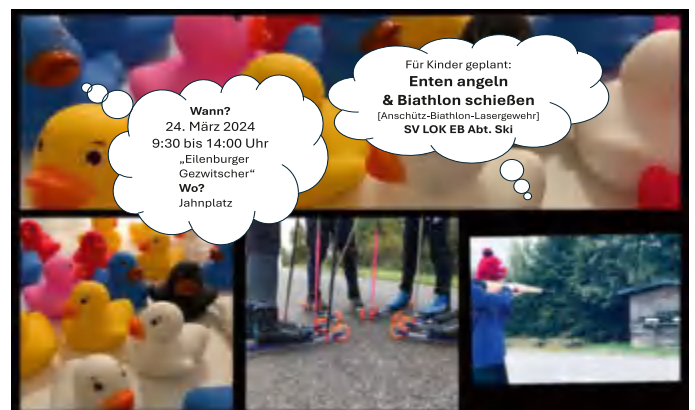 Wann?
24. März 2024
9:30 bis 14:00 Uhr
„Eilenburger
Gezwitscher“
Wo?
Jahnplatz
Für Kinder geplant:
Enten angeln
& Biathlon schießen
[Anschütz-Biathlon-Lasergewehr]
SV LOK EB Abt. Ski